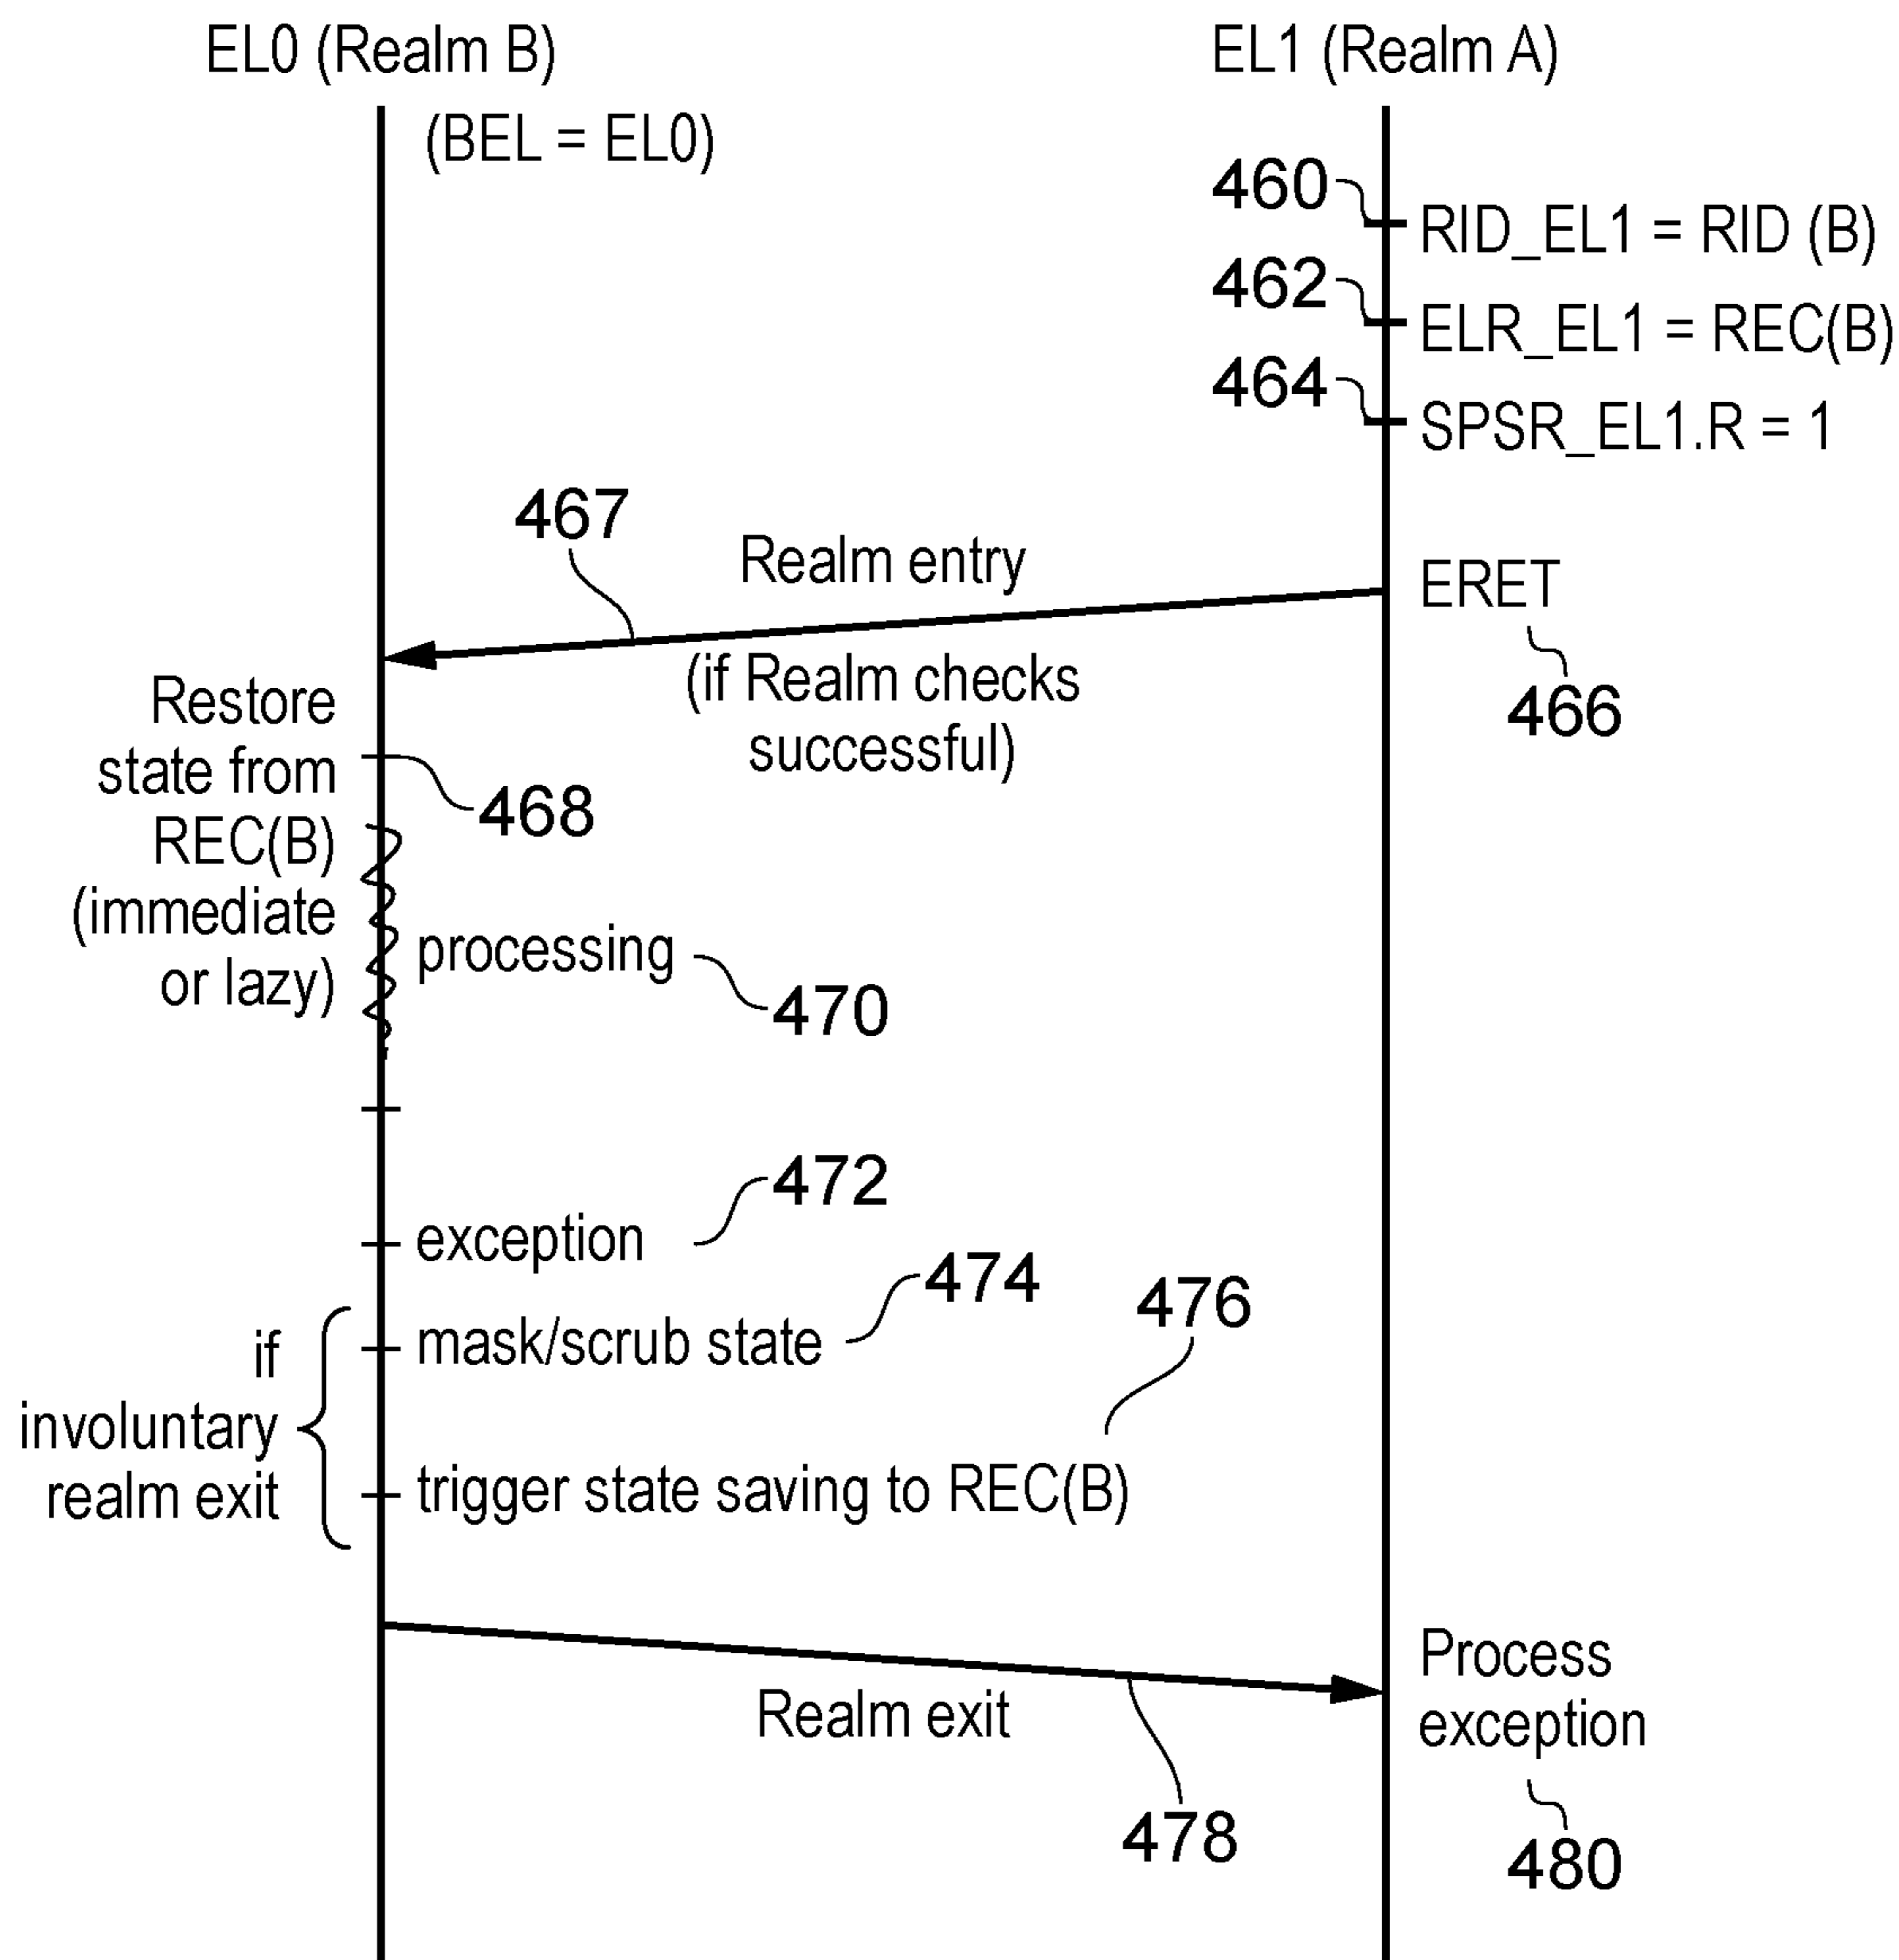 EL0 (Realm B)
EL1 (Realm A)
(BEL = EL0)
460
RID_EL1 = RID (B)
462
ELR_EL1 = REC(B)
464
SPSR_EL1.R = 1
467
Realm entry
ERET
(if Realm checks
successful)
466
Restore
state from
REC(B)
(immediate
or lazy)
468
processing
470
472
exception
474
476
if
involuntary
realm exit
mask/scrub state
trigger state saving to REC(B)
Realm exit
478
Process
exception
480